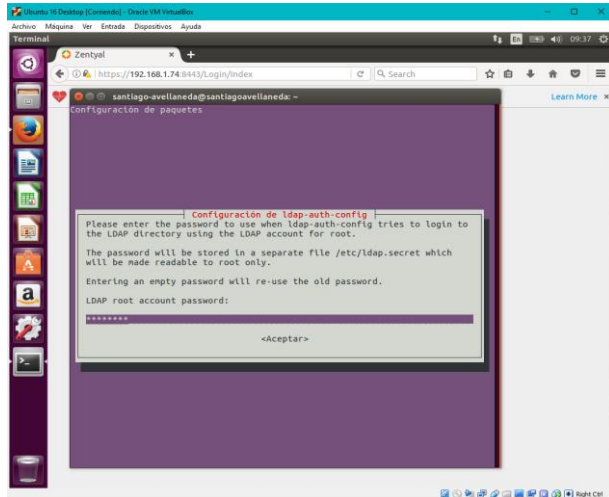 Ubuntu 16 Desktop [Corriendo] - Oracle VM VirtualBox
Archivo Máquina Ver Entrada Dispositivos Ayuda
Terminal
En
09:37
Zentyal
https://192.168.1.74:8443/Login/Index
Search
santiago-avellaneda@santiagoavellaneda: ~
Learn More
Configuración de paquetes
Configuración de ldap-auth-config
Please enter the password to use when ldap-auth-config tries to login to
the LDAP directory using the LDAP account for root.
The password will be stored in a separate file /etc/ldap.secret which
will be made readable to root only.
Entering an empty password will re-use the old password.
LDAP root account password:
********
<Aceptar>
Right Ctrl